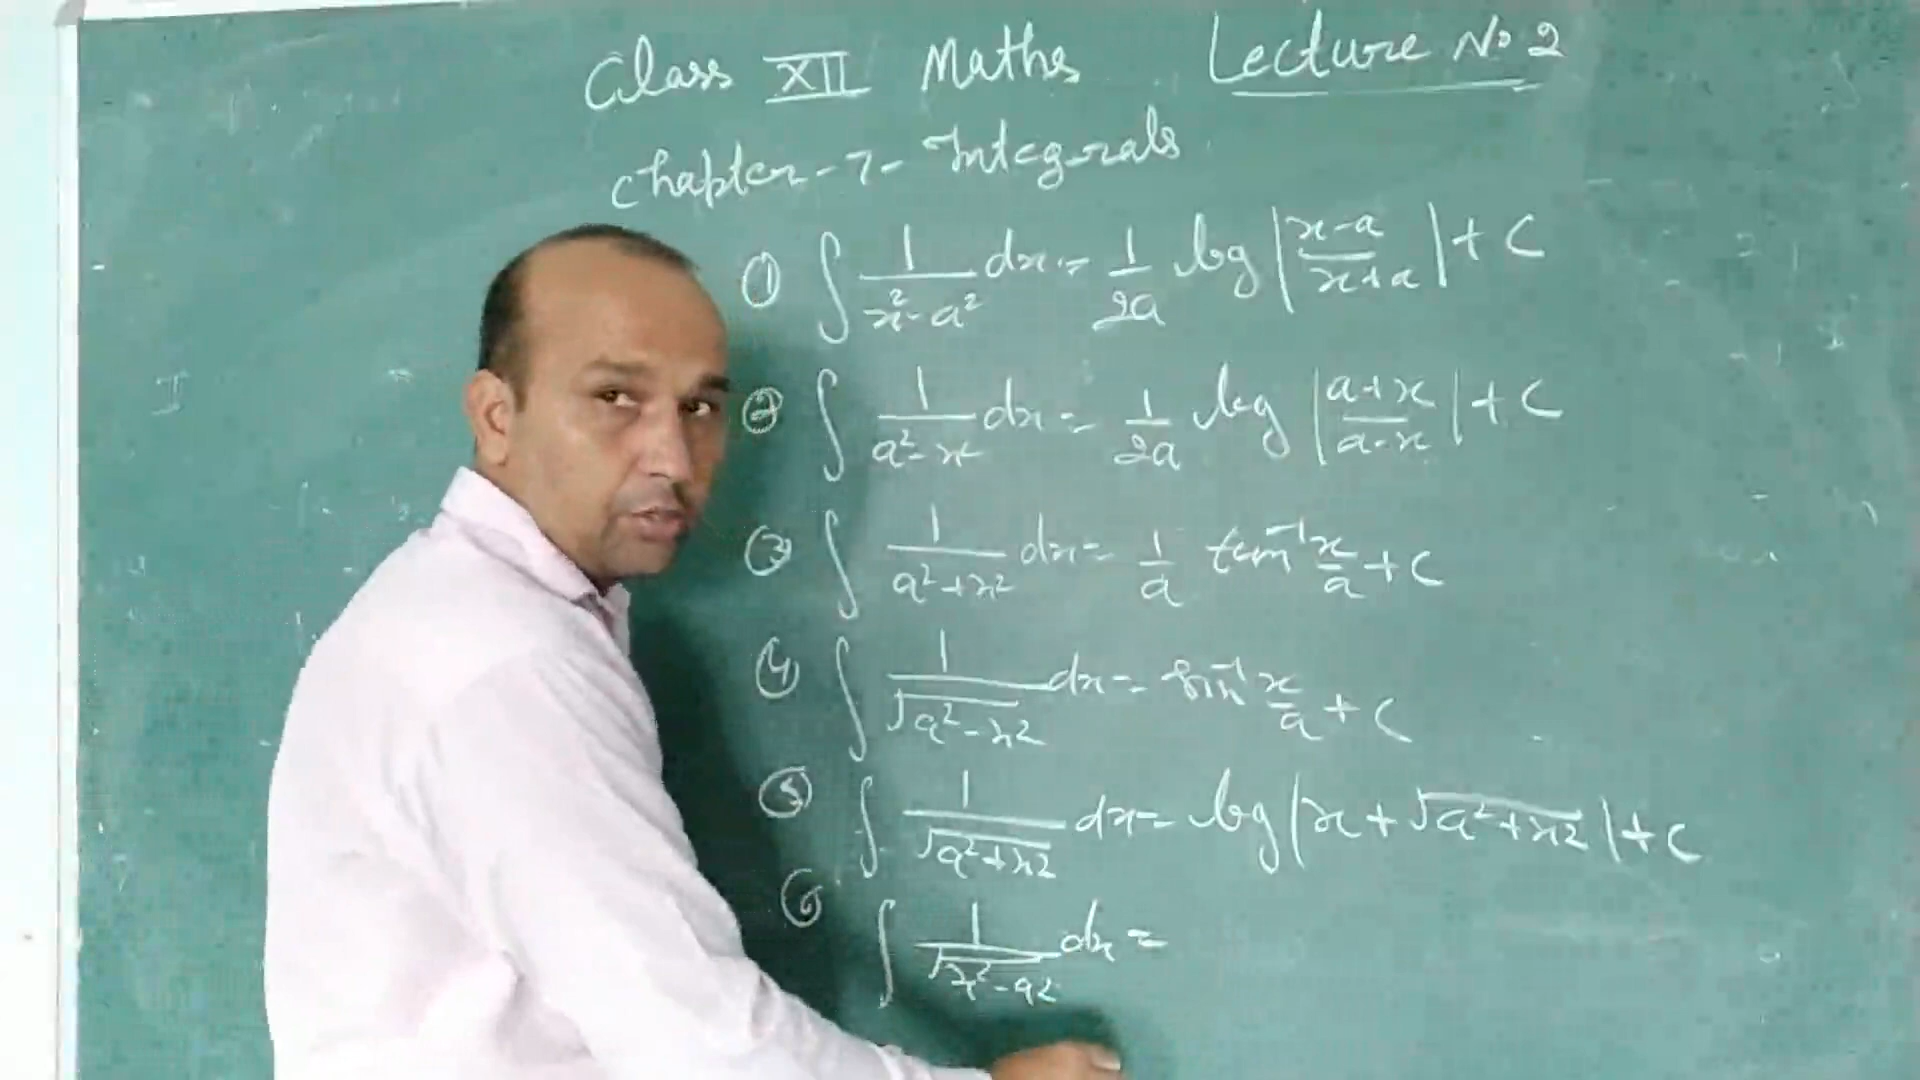 Class XII Maths Lecture No 2
Chapter-7- Integrals
① ∫ 1/(x²-a²) dx = 1/2a log |(x-a)/(x+a)| + C
② ∫ 1/(a²-x) dx = 1/2a log |(a+x)/(a-x)| + C
③ ∫ 1/(a²+x²) dx = 1/a tan⁻¹ x/a + C
④ ∫ 1/√(a²-x²) dx = sin⁻¹ x/a + C
⑤ ∫ 1/√(a²+x²) dx = log |x + √(a²+x²)| + C
⑥ ∫ 1/√(x²-a²) dx =